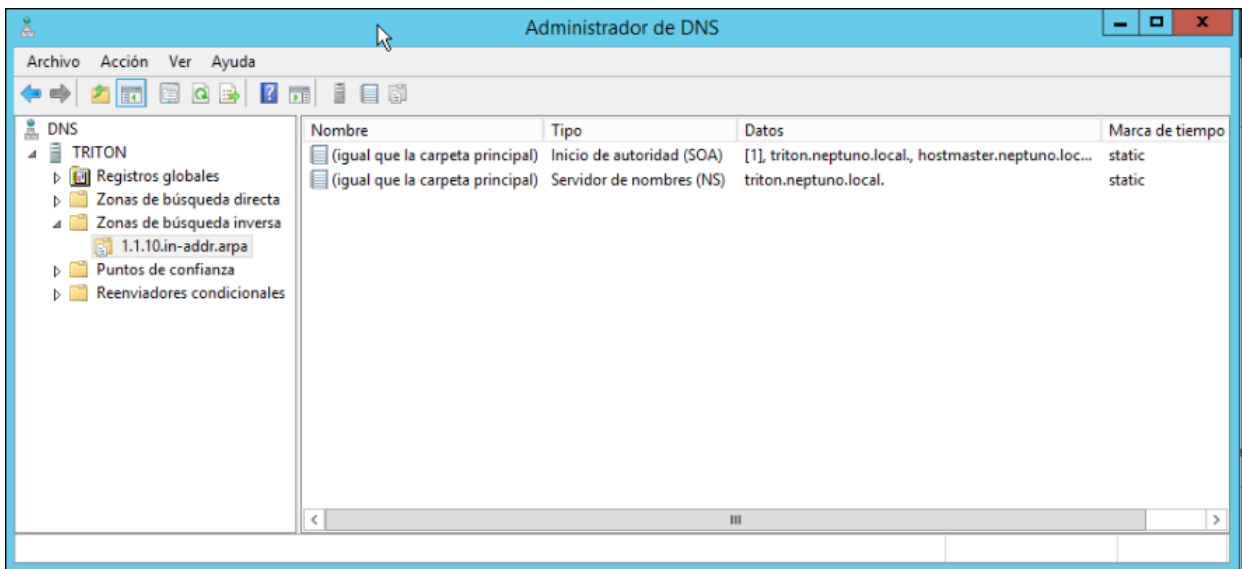 Administrador de DNS
Archivo Acción Ver Ayuda
DNS
TRITON
Registros globales
Zonas de búsqueda directa
Zonas de búsqueda inversa
1.1.10.in-addr.arpa
Puntos de confianza
Reenviadores condicionales
Nombre Tipo Datos Marca de tiempo
(igual que la carpeta principal) Inicio de autoridad (SOA) [1], triton.neptuno.local., hostmaster.neptuno.loc... static
(igual que la carpeta principal) Servidor de nombres (NS) triton.neptuno.local. static